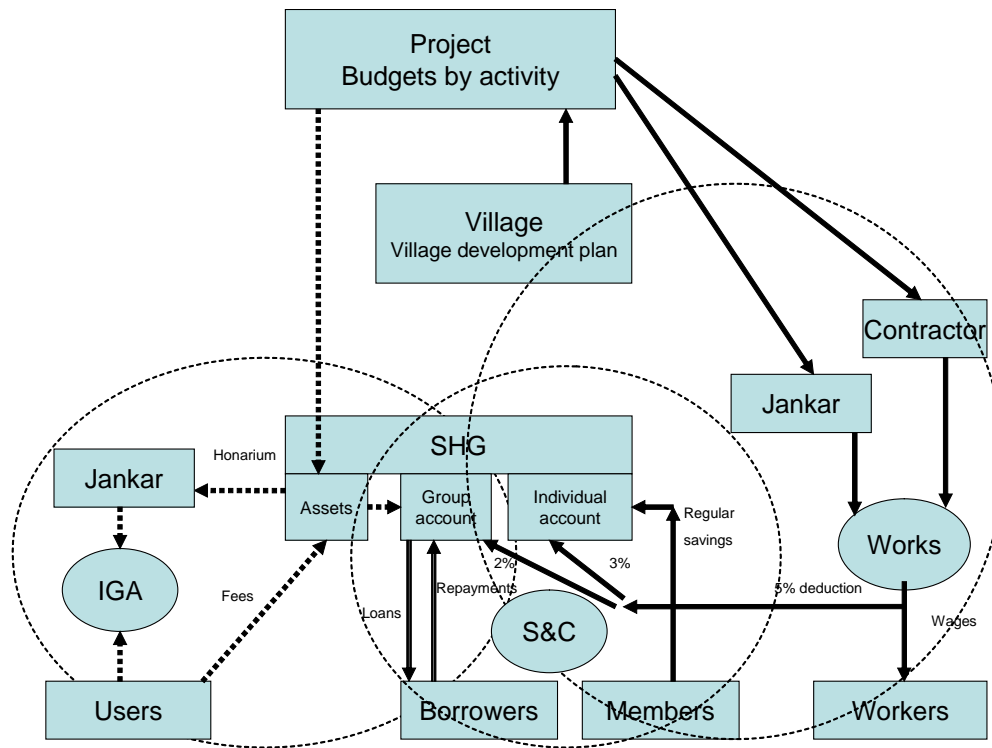 Project
Budgets by activity
Village
Village development plan
Contractor
Jankar
SHG
Honarium
Jankar
Assets
Group
account
Individual
account
Regular
savings
Works
2%
3%
IGA
Fees
Repayments
5% deduction
Loans
S&C
Wages
Users
Borrowers
Members
Workers